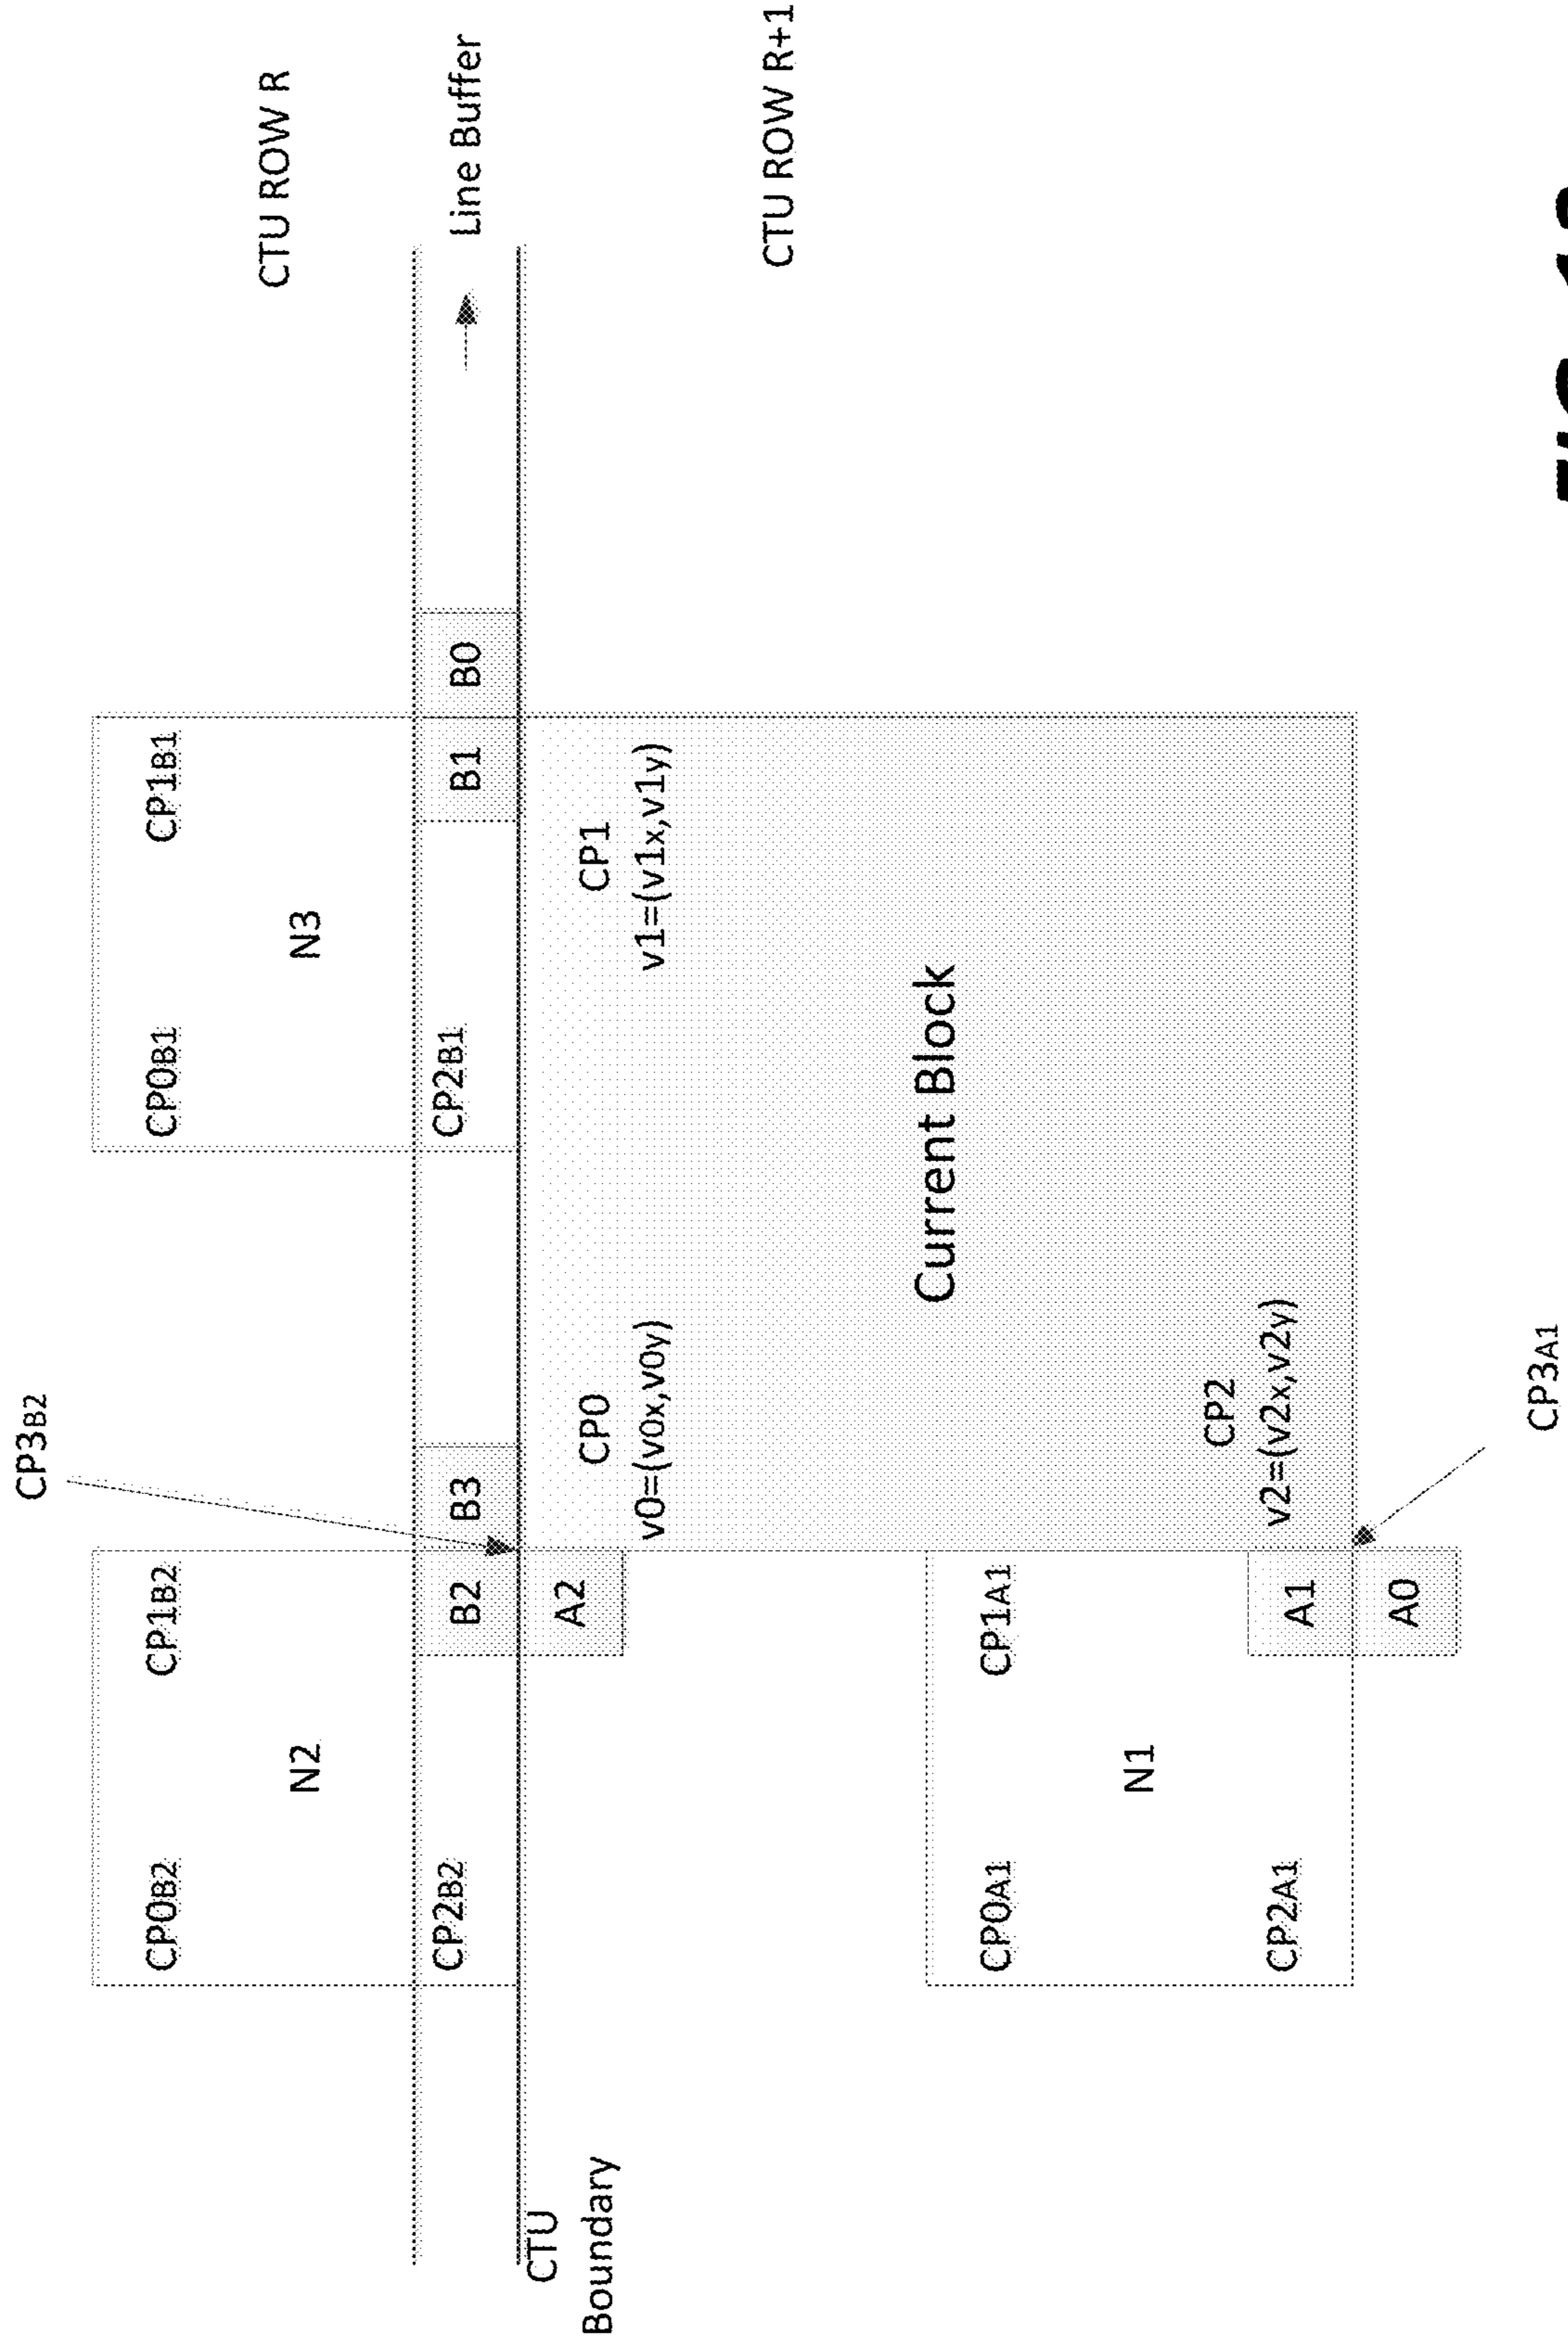 CP3B2
CP0B2
CP1B2
CP0B1
CP1B1
CTU ROW R
N2
N3
CP2B2
B2
B3
CP2B1
B1
B0
Line Buffer
CTU
Boundary
A2
CP0
v0=(v0x,v0y)
CP1
v1=(v1x,v1y)
CTU ROW R+1
Current Block
CP0A1
CP1A1
N1
CP2A1
A1
CP2
v2=(v2x,v2y)
A0
CP3A1